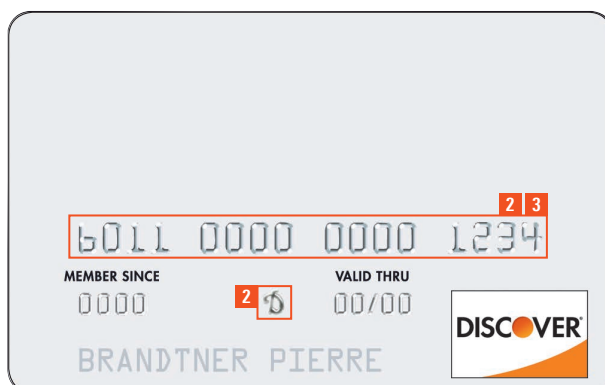 2 3
6011 0000 0000 1234
MEMBER SINCE VALID THRU
0000 2 D 00/00
DISCOVER
BRANDTNER PIERRE